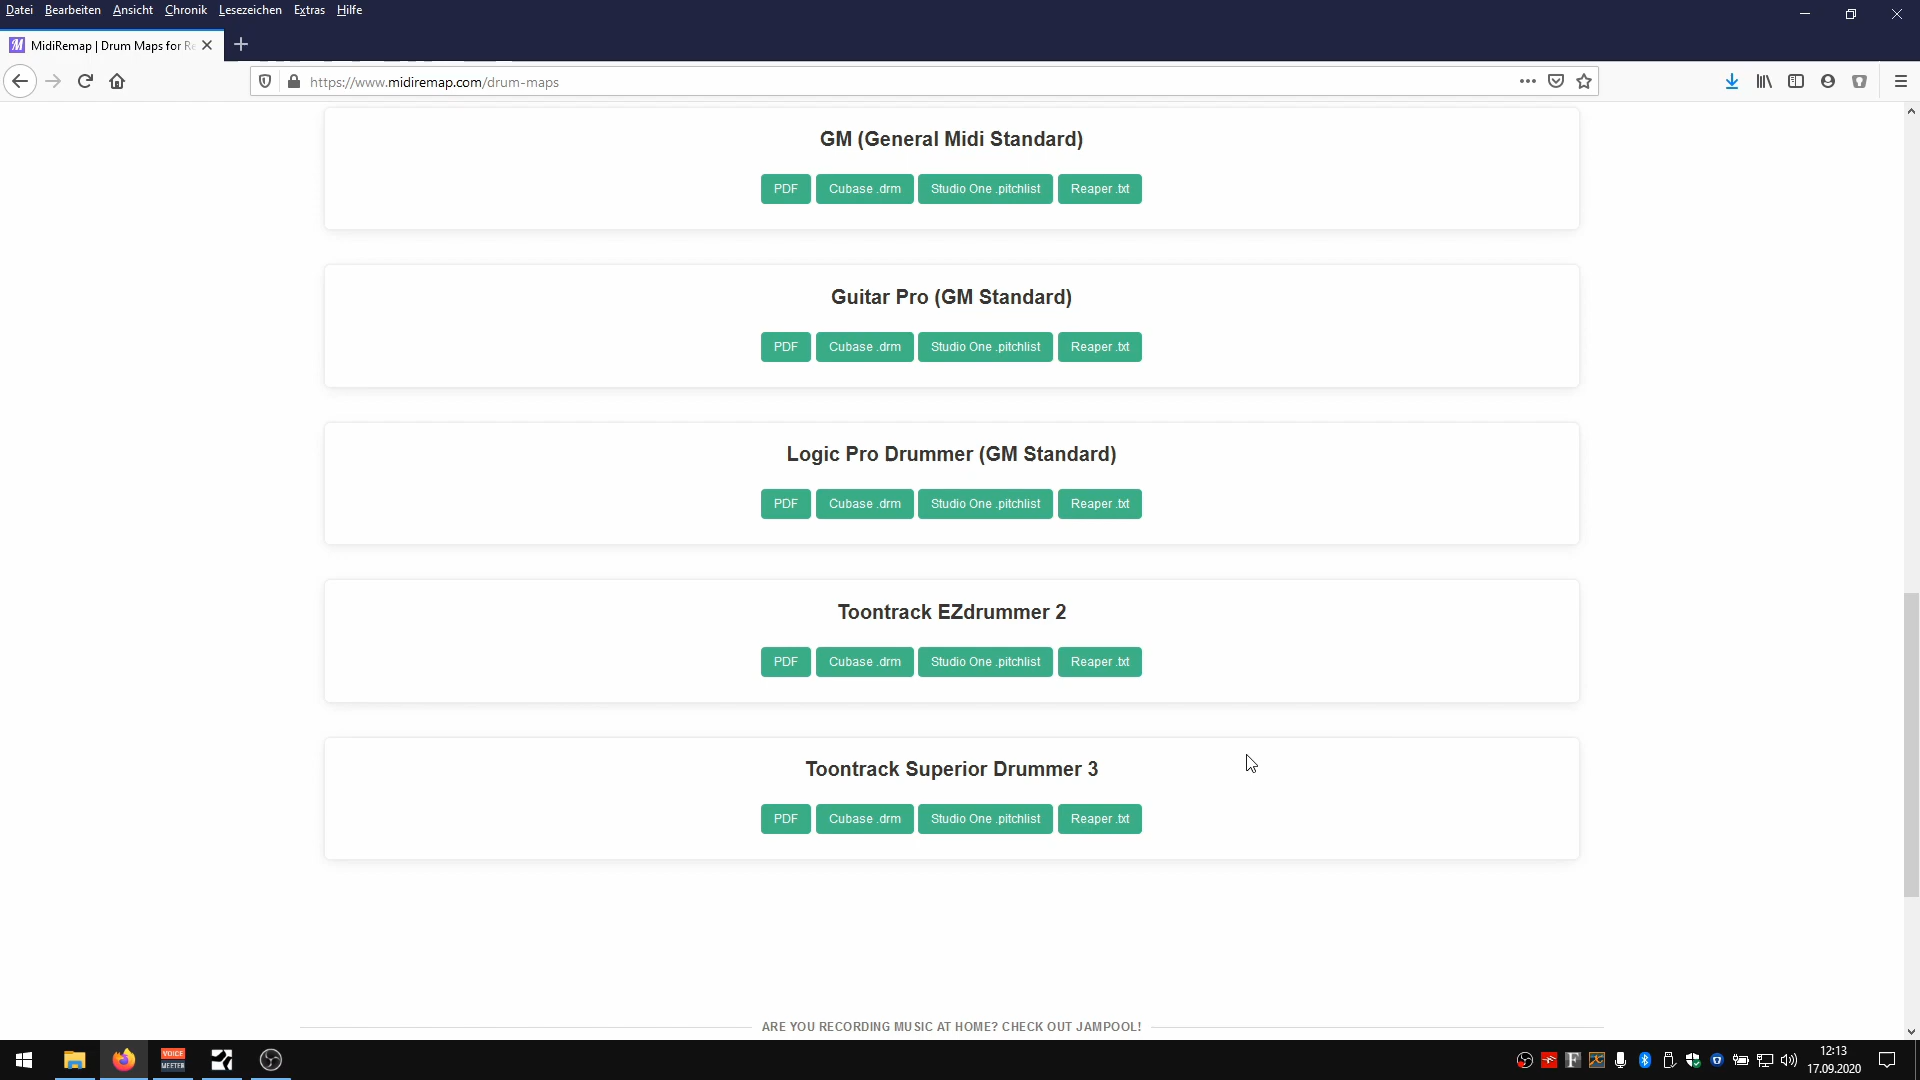 Datei Bearbeiten Ansicht Chronik Lesezeichen Extras Hilfe
MidiRemap | Drum Maps for Re
https://www.midiremap.com/drum-maps
GM (General Midi Standard)
PDF Cubase .drm Studio One .pitchlist Reaper .txt
Guitar Pro (GM Standard)
PDF Cubase .drm Studio One .pitchlist Reaper .txt
Logic Pro Drummer (GM Standard)
PDF Cubase .drm Studio One .pitchlist Reaper .txt
Toontrack EZdrummer 2
PDF Cubase .drm Studio One .pitchlist Reaper .txt
Toontrack Superior Drummer 3
PDF Cubase .drm Studio One .pitchlist Reaper .txt
ARE YOU RECORDING MUSIC AT HOME? CHECK OUT JAMPOOL!
VOICE
MEETER
12:13
17.09.2020